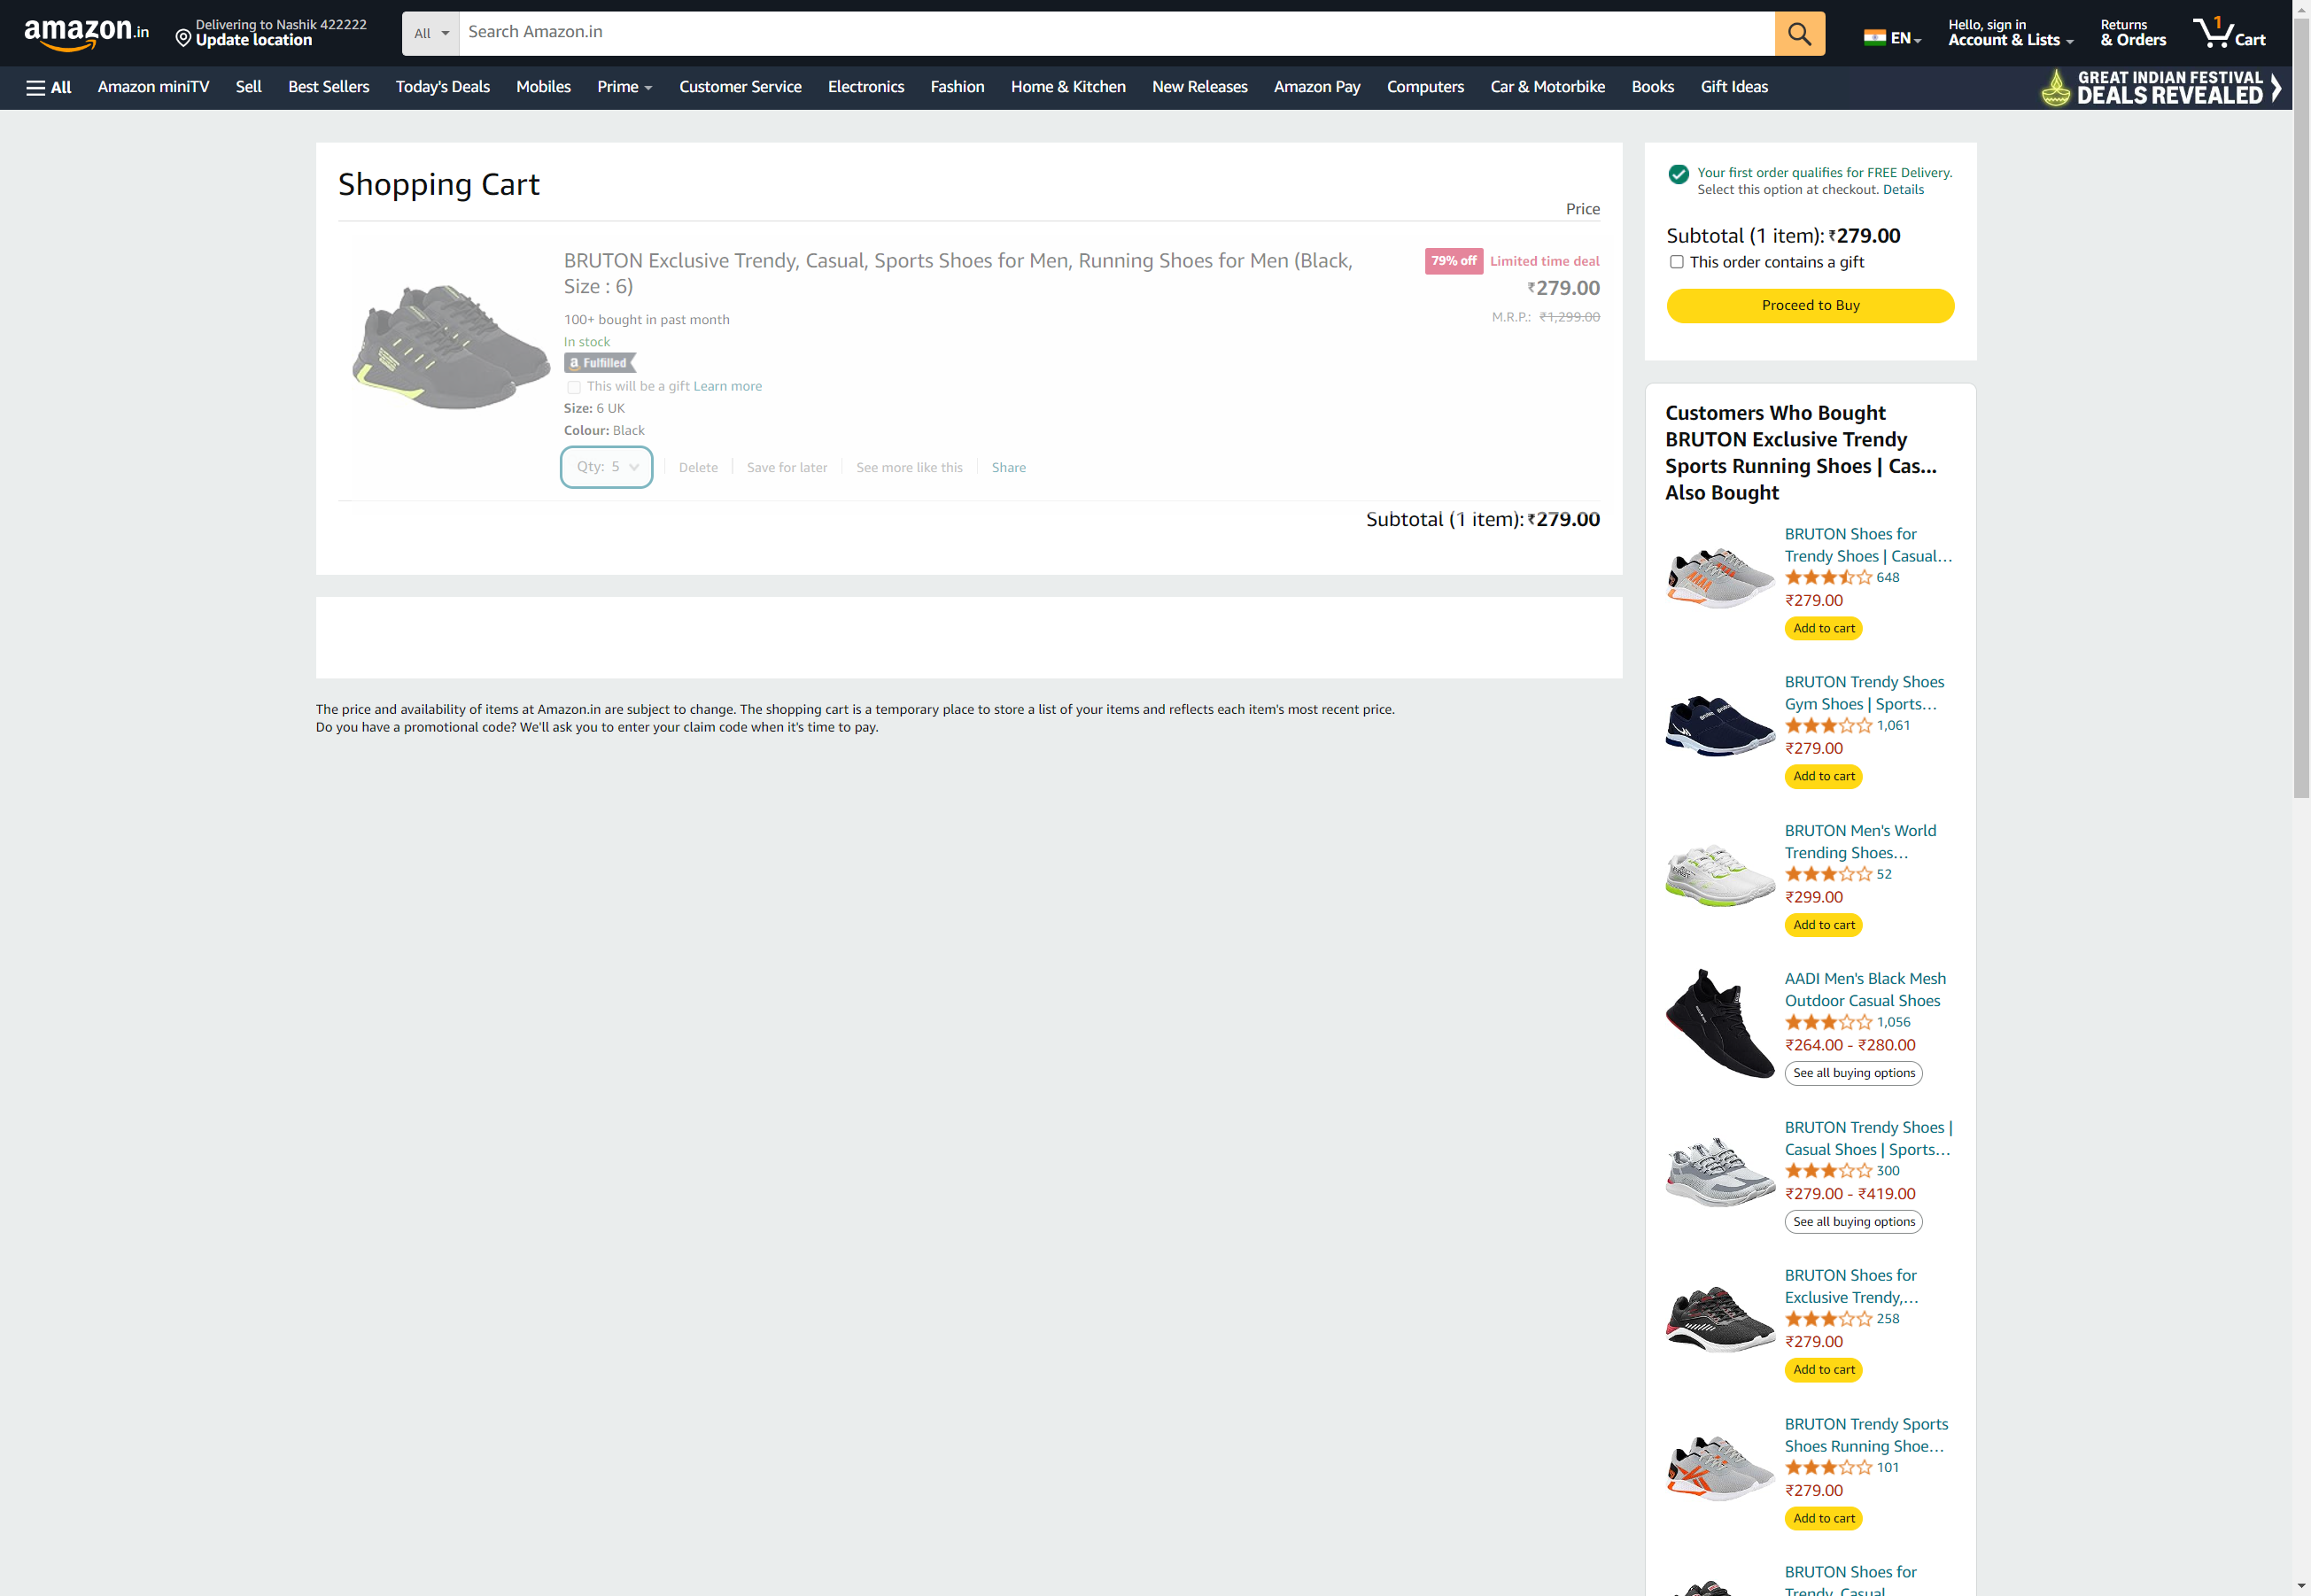 amazon.in
Delivering to Nashik 422222
Update location
All
Search Amazon.in
EN
Hello, sign in
Account & Lists
Returns
& Orders
1
Cart
All
Amazon miniTV
Sell
Best Sellers
Today's Deals
Mobiles
Prime
Customer Service
Electronics
Fashion
Home & Kitchen
New Releases
Amazon Pay
Computers
Car & Motorbike
Books
Gift Ideas
GREAT INDIAN FESTIVAL
DEALS REVEALED
Shopping Cart
Price
BRUTON Exclusive Trendy, Casual, Sports Shoes for Men, Running Shoes for Men (Black,
Size : 6)
79% off Limited time deal
₹279.00
M.R.P.: ₹1,299.00
100+ bought in past month
In stock
a Fulfilled
This will be a gift Learn more
Size: 6 UK
Colour: Black
Qty: 5
Delete
Save for later
See more like this
Share
Subtotal (1 item): ₹279.00
The price and availability of items at Amazon.in are subject to change. The shopping cart is a temporary place to store a list of your items and reflects each item's most recent price.
Do you have a promotional code? We'll ask you to enter your claim code when it's time to pay.
Your first order qualifies for FREE Delivery.
Select this option at checkout. Details
Subtotal (1 item): ₹279.00
This order contains a gift
Proceed to Buy
Customers Who Bought
BRUTON Exclusive Trendy
Sports Running Shoes | Cas...
Also Bought
BRUTON Shoes for
Trendy Shoes | Casual...
648
₹279.00
Add to cart
BRUTON Trendy Shoes
Gym Shoes | Sports...
1,061
₹279.00
Add to cart
BRUTON Men's World
Trending Shoes...
52
₹299.00
Add to cart
AADI Men's Black Mesh
Outdoor Casual Shoes
1,056
₹264.00 - ₹280.00
See all buying options
BRUTON Trendy Shoes |
Casual Shoes | Sports...
300
₹279.00 - ₹419.00
See all buying options
BRUTON Shoes for
Exclusive Trendy,...
258
₹279.00
Add to cart
BRUTON Trendy Sports
Shoes Running Shoe...
101
₹279.00
Add to cart
BRUTON Shoes for
Trendy, Casual